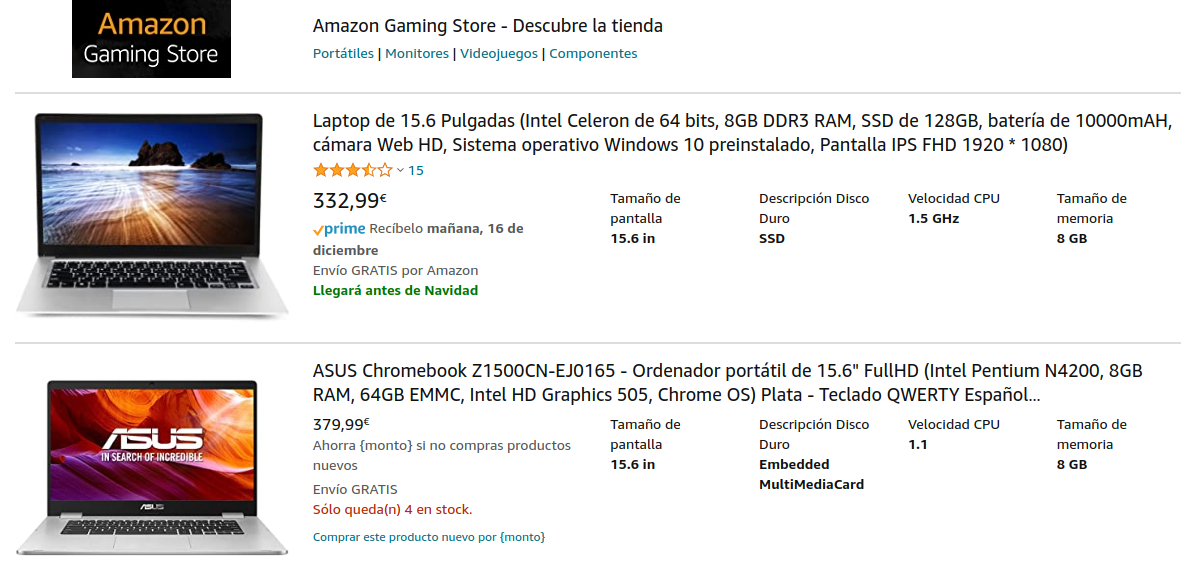 Amazon
Gaming Store
Amazon Gaming Store - Descubre la tienda
Portátiles | Monitores | Videojuegos | Componentes
Laptop de 15.6 Pulgadas (Intel Celeron de 64 bits, 8GB DDR3 RAM, SSD de 128GB, batería de 10000mAH,
cámara Web HD, Sistema operativo Windows 10 preinstalado, Pantalla IPS FHD 1920 * 1080)
15
332,99€
prime Recíbelo mañana, 16 de
diciembre
Envío GRATIS por Amazon
Llegará antes de Navidad
Tamaño de
pantalla
15.6 in
Descripción Disco
Duro
SSD
Velocidad CPU
1.5 GHz
Tamaño de
memoria
8 GB
ASUS
IN SEARCH OF INCREDIBLE
ASUS
ASUS Chromebook Z1500CN-EJ0165 - Ordenador portátil de 15.6" FullHD (Intel Pentium N4200, 8GB
RAM, 64GB EMMC, Intel HD Graphics 505, Chrome OS) Plata - Teclado QWERTY Español...
379,99€
Ahorra {monto} si no compras productos
nuevos
Envío GRATIS
Sólo queda(n) 4 en stock.
Comprar este producto nuevo por {monto}
Tamaño de
pantalla
15.6 in
Descripción Disco
Duro
Embedded
MultiMediaCard
Velocidad CPU
1.1
Tamaño de
memoria
8 GB